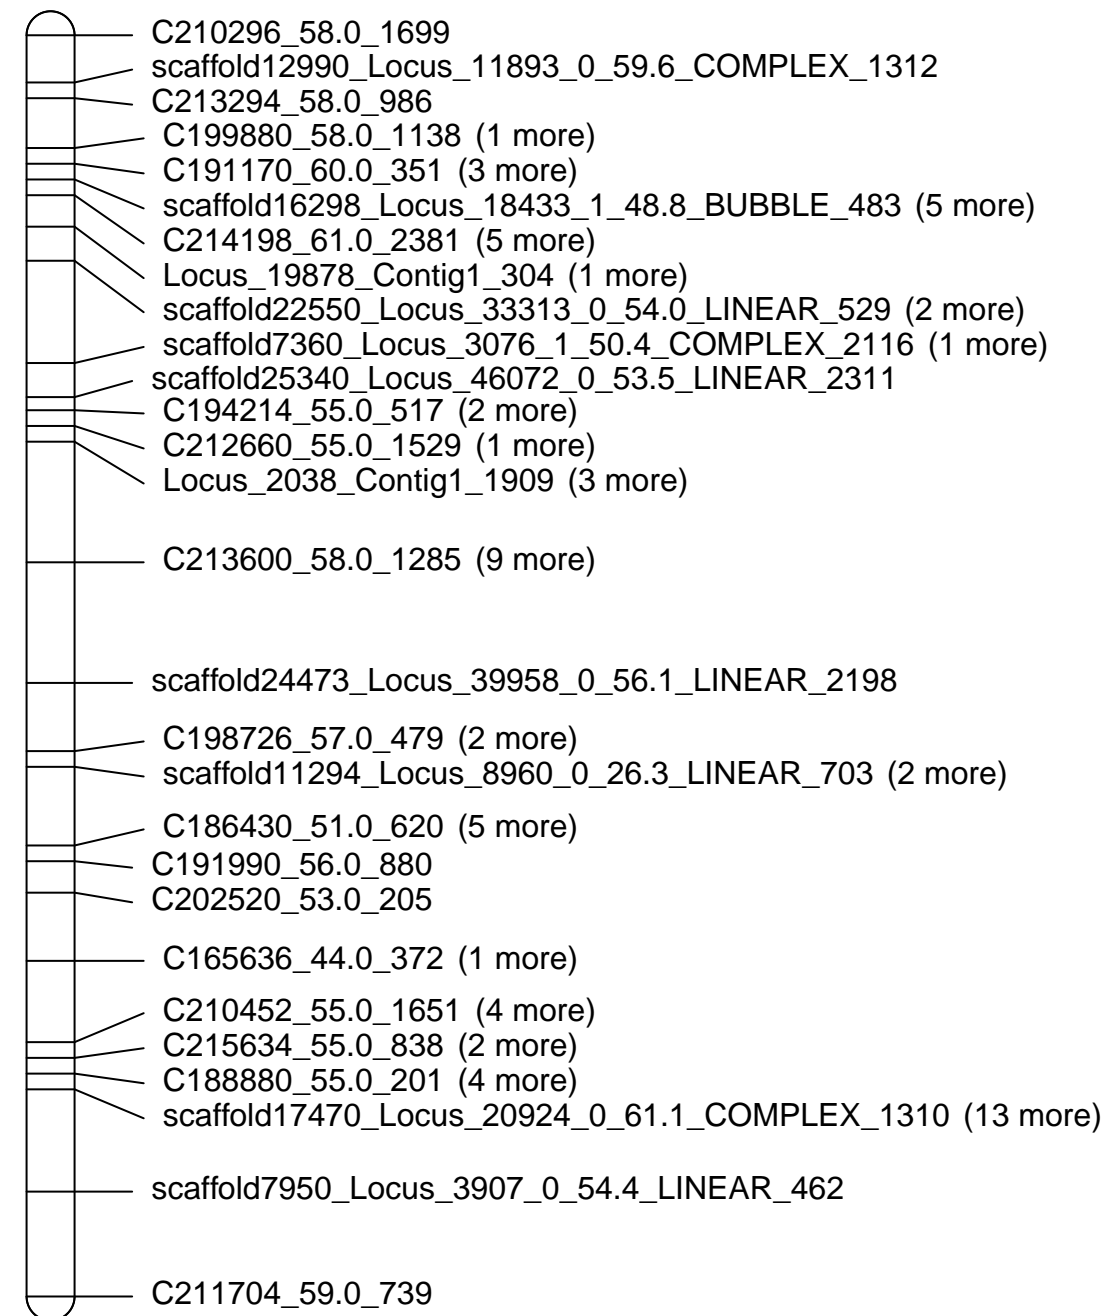 C210296_58.0_1699
scaffold12990_Locus_11893_0_59.6_COMPLEX_1312
C213294_58.0_986
C199880_58.0_1138 (1 more)
C191170_60.0_351 (3 more)
scaffold16298_Locus_18433_1_48.8_BUBBLE_483 (5 more)
C214198_61.0_2381 (5 more)
Locus_19878_Contig1_304 (1 more)
scaffold22550_Locus_33313_0_54.0_LINEAR_529 (2 more)
scaffold7360_Locus_3076_1_50.4_COMPLEX_2116 (1 more)
scaffold25340_Locus_46072_0_53.5_LINEAR_2311
C194214_55.0_517 (2 more)
C212660_55.0_1529 (1 more)
Locus_2038_Contig1_1909 (3 more)
C213600_58.0_1285 (9 more)
scaffold24473_Locus_39958_0_56.1_LINEAR_2198
C198726_57.0_479 (2 more)
scaffold11294_Locus_8960_0_26.3_LINEAR_703 (2 more)
C186430_51.0_620 (5 more)
C191990_56.0_880
C202520_53.0_205
C165636_44.0_372 (1 more)
C210452_55.0_1651 (4 more)
C215634_55.0_838 (2 more)
C188880_55.0_201 (4 more)
scaffold17470_Locus_20924_0_61.1_COMPLEX_1310 (13 more)
scaffold7950_Locus_3907_0_54.4_LINEAR_462
C211704_59.0_739